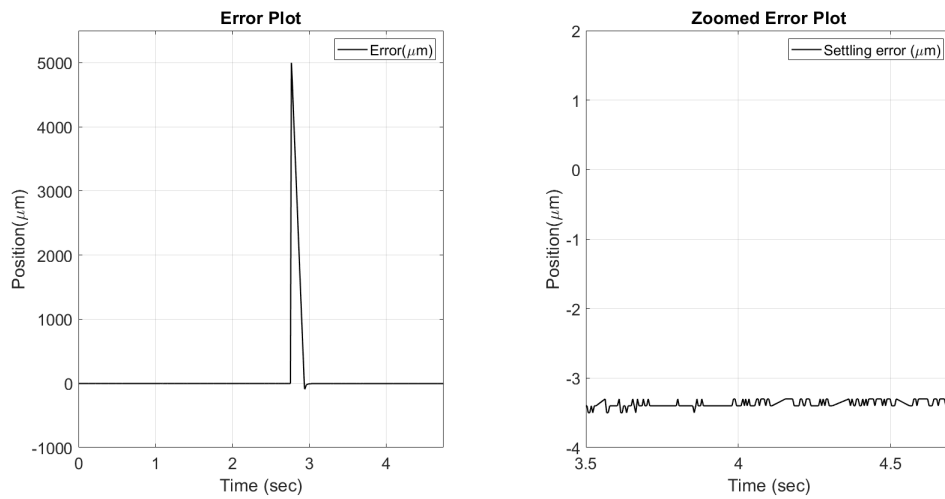 Error Plot
Error(μm)
5000
4000
3000
2000
1000
0
-1000
0
1
2
3
4
Position(μm)
Time (sec)
Zoomed Error Plot
Settling error (μm)
2
1
0
-1
-2
-3
-4
3.5
4
4.5
Position(μm)
Time (sec)